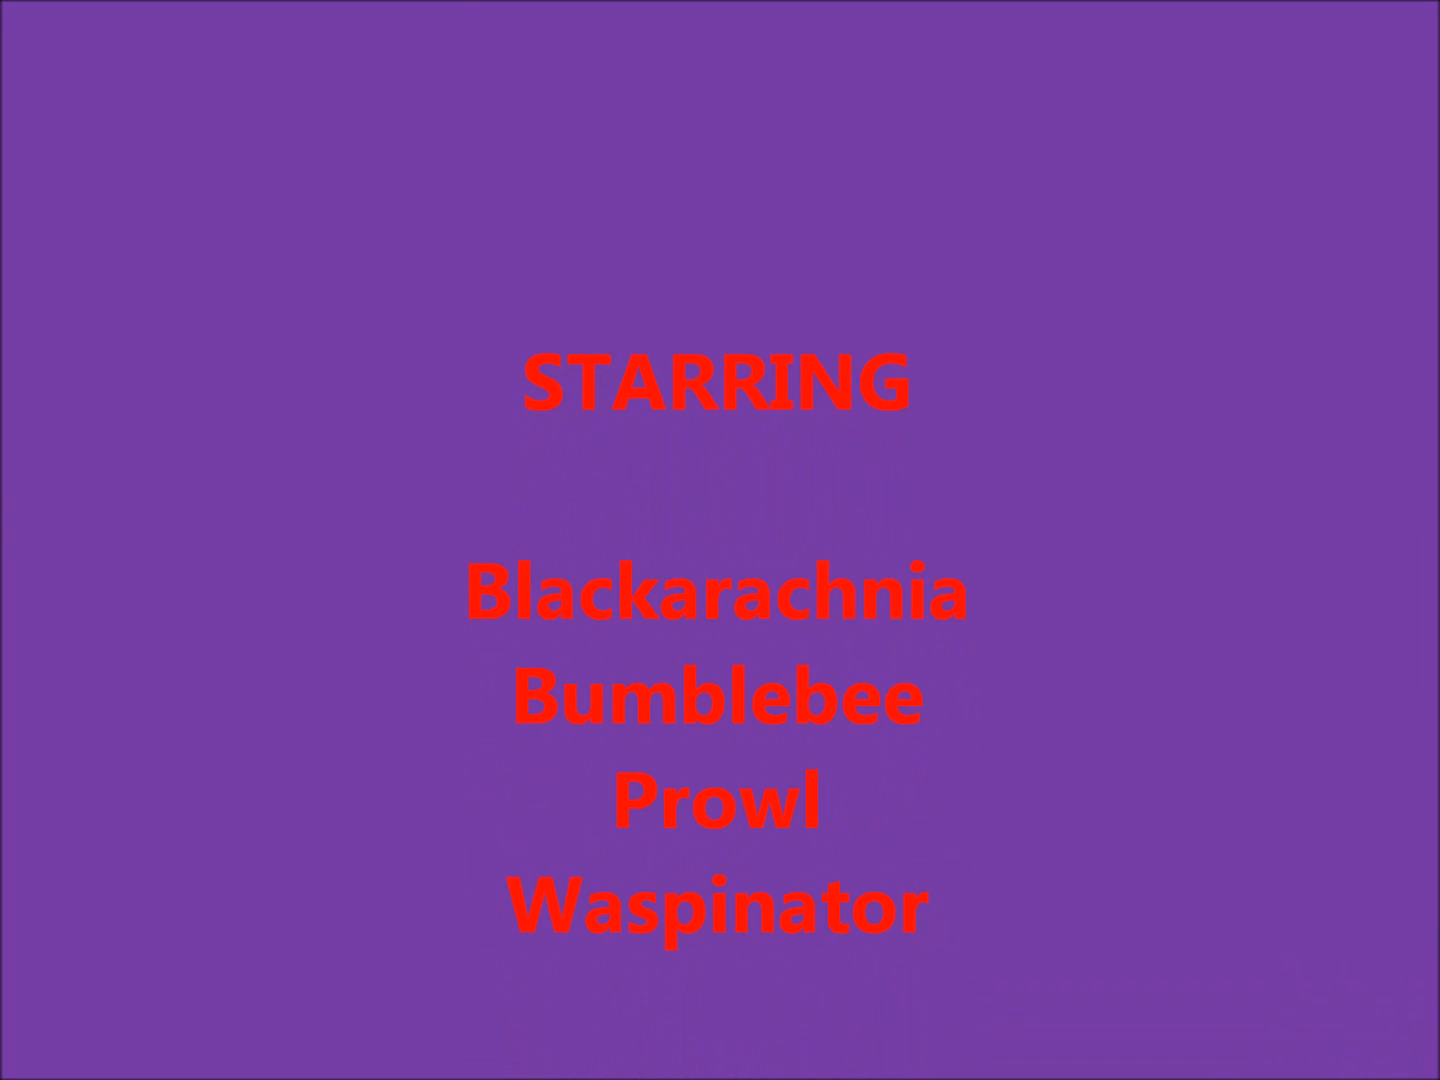 STARRING
Blackarachnia
Bumblebee
Prowl
Waspinator